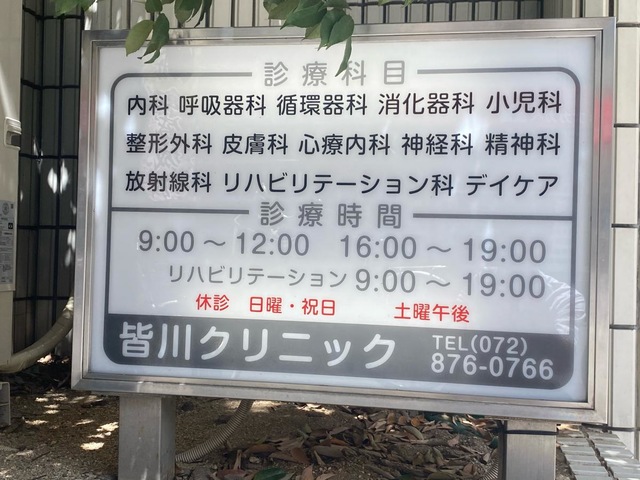 診療科目
内科 呼吸器科 循環器科 消化器科 小児科
整形外科 皮膚科 心療内科 神経科 精神科
放射線科 リハビリテーション科 デイケア
診療時間
9:00 〜 12:00 16:00 〜 19:00
リハビリテーション 9:00 〜 19:00
休診 日曜・祝日 土曜午後
皆川クリニック TEL(072)
876-0766